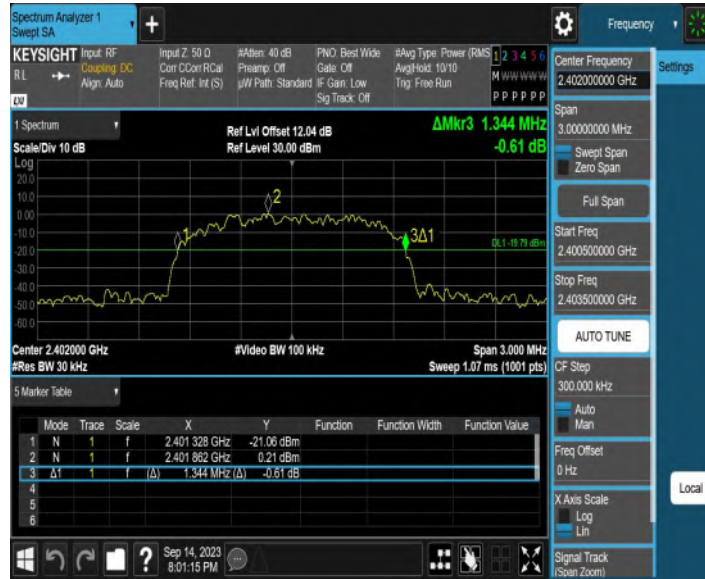 Spectrum Analyzer 1
Swept SA
+
Frequency
KEYSIGHT
RL
Input: RF
Coupling: DC
Align: Auto
Input Z: 50 Ω
Corr CCorr RCal
Freq Ref: Int (S)
#Atten: 40 dB
Preamp: Off
µW Path: Standard
PNO: Best Wide
Gate: Off
IF Gain: Low
Sig Track: Off
#Avg Type: Power (RMS
Avg|Hold: 10/10
Trig: Free Run
1 2 3 4 5 6
M W W W W W
P P P P P P
LXI
1 Spectrum
Scale/Div 10 dB
Ref Lvl Offset 12.04 dB
Ref Level 30.00 dBm
ΔMkr3 1.344 MHz
-0.61 dB
Log
20.0
10.0
0.00
-10.0
-20.0
-30.0
-40.0
-50.0
-60.0
1
2
3Δ1
DL1 -19.79 dBm
Center 2.402000 GHz
#Res BW 30 kHz
#Video BW 100 kHz
Span 3.000 MHz
Sweep 1.07 ms (1001 pts)
5 Marker Table
Mode Trace Scale X Y Function Function Width Function Value
1 N 1 f 2.401 328 GHz -21.06 dBm
2 N 1 f 2.401 862 GHz 0.21 dBm
3 Δ1 1 f (Δ) 1.344 MHz (Δ) -0.61 dB
4
5
6
Sep 14, 2023
8:01:15 PM
?
Center Frequency
2.402000000 GHz
Settings
Span
3.00000000 MHz
Swept Span
Zero Span
Full Span
Start Freq
2.400500000 GHz
Stop Freq
2.403500000 GHz
AUTO TUNE
CF Step
300.000 kHz
Auto
Man
Freq Offset
0 Hz
X Axis Scale
Log
Lin
Local
Signal Track
(Span Zoom)